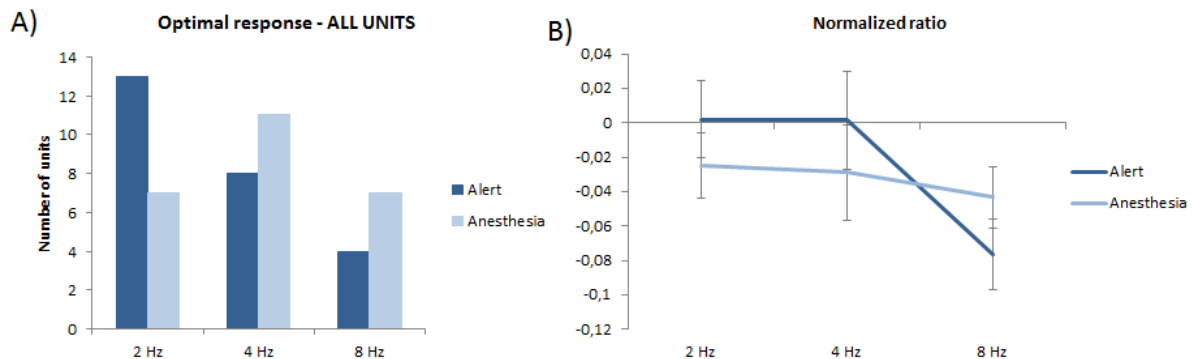 A)
Optimal response - ALL UNITS
Number of units
14
12
10
8
6
4
2
0
2 Hz 4 Hz 8 Hz
Alert
Anesthesia
B)
Normalized ratio
0,04
0,02
0
-0,02
-0,04
-0,06
-0,08
-0,1
-0,12
2 Hz 4 Hz 8 Hz
Alert
Anesthesia